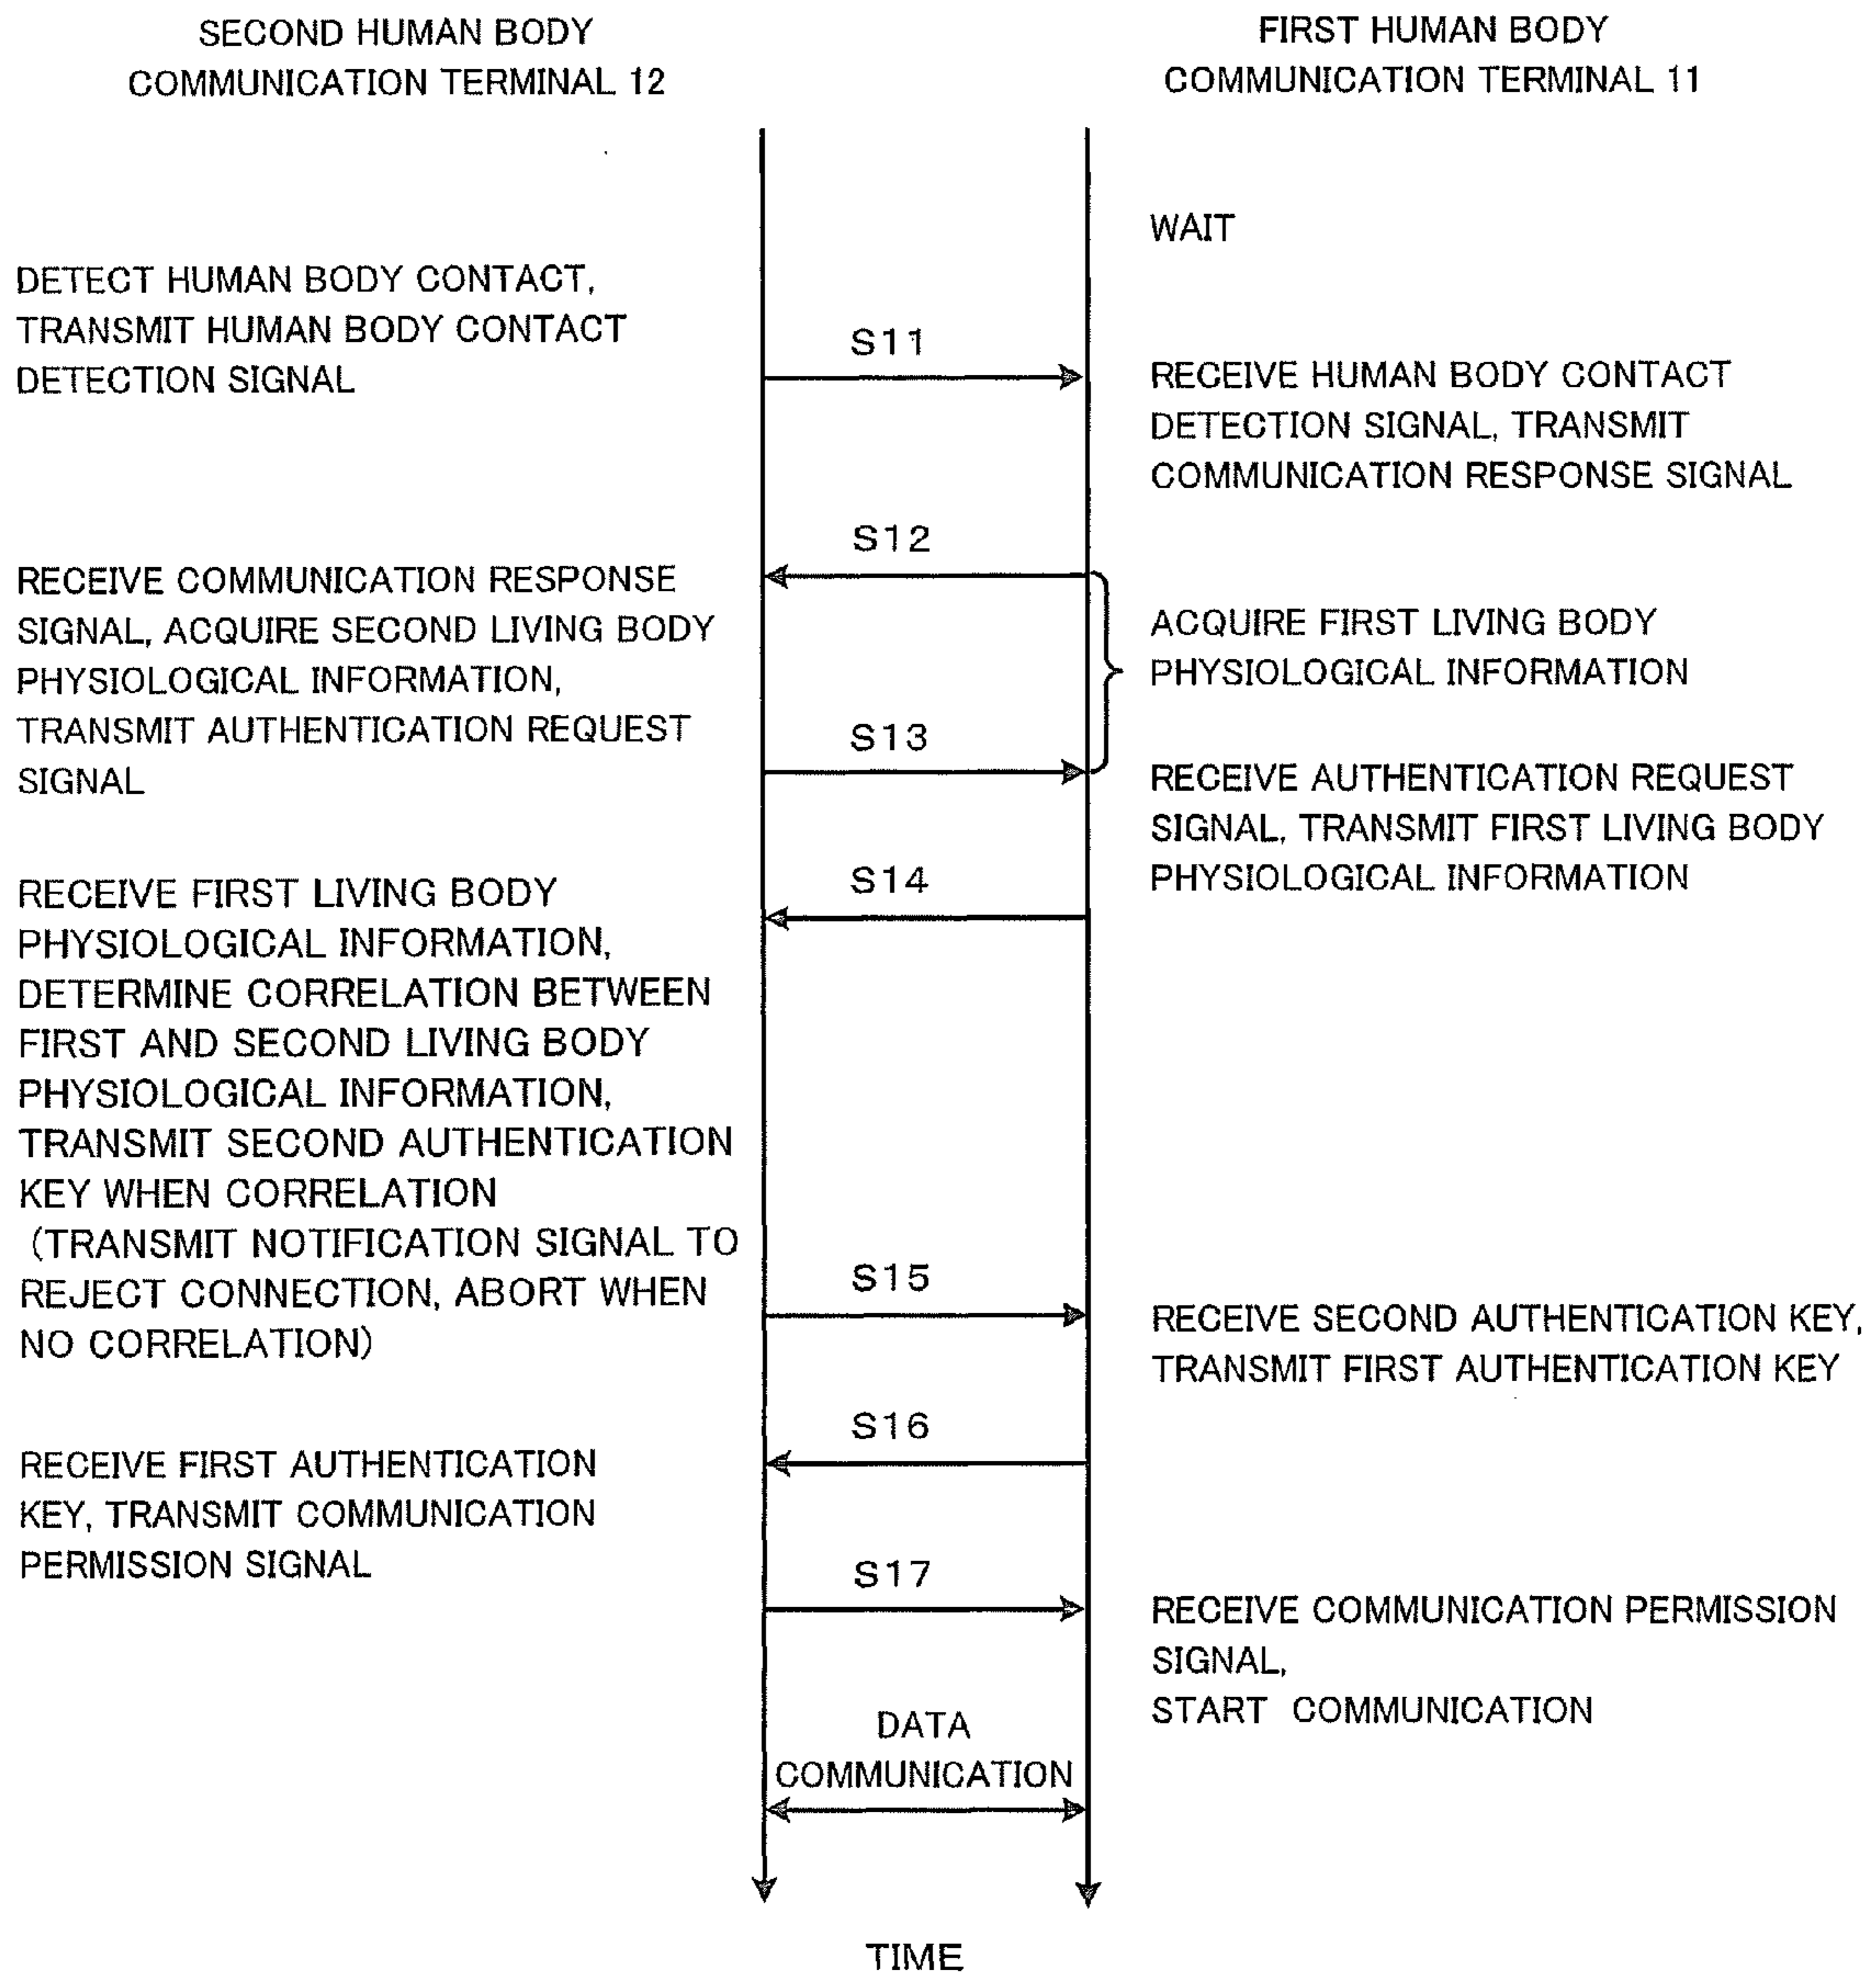 SECOND HUMAN BODY
COMMUNICATION TERMINAL 12
FIRST HUMAN BODY
COMMUNICATION TERMINAL 11
WAIT
DETECT HUMAN BODY CONTACT,
TRANSMIT HUMAN BODY CONTACT
DETECTION SIGNAL
S11
RECEIVE HUMAN BODY CONTACT
DETECTION SIGNAL, TRANSMIT
COMMUNICATION RESPONSE SIGNAL
S12
RECEIVE COMMUNICATION RESPONSE
SIGNAL, ACQUIRE SECOND LIVING BODY
PHYSIOLOGICAL INFORMATION,
TRANSMIT AUTHENTICATION REQUEST
SIGNAL
ACQUIRE FIRST LIVING BODY
PHYSIOLOGICAL INFORMATION
S13
RECEIVE AUTHENTICATION REQUEST
SIGNAL, TRANSMIT FIRST LIVING BODY
PHYSIOLOGICAL INFORMATION
S14
RECEIVE FIRST LIVING BODY
PHYSIOLOGICAL INFORMATION,
DETERMINE CORRELATION BETWEEN
FIRST AND SECOND LIVING BODY
PHYSIOLOGICAL INFORMATION,
TRANSMIT SECOND AUTHENTICATION
KEY WHEN CORRELATION
(TRANSMIT NOTIFICATION SIGNAL TO
REJECT CONNECTION, ABORT WHEN
NO CORRELATION)
S15
RECEIVE SECOND AUTHENTICATION KEY,
TRANSMIT FIRST AUTHENTICATION KEY
S16
RECEIVE FIRST AUTHENTICATION
KEY, TRANSMIT COMMUNICATION
PERMISSION SIGNAL
S17
RECEIVE COMMUNICATION PERMISSION
SIGNAL,
START COMMUNICATION
DATA
COMMUNICATION
TIME